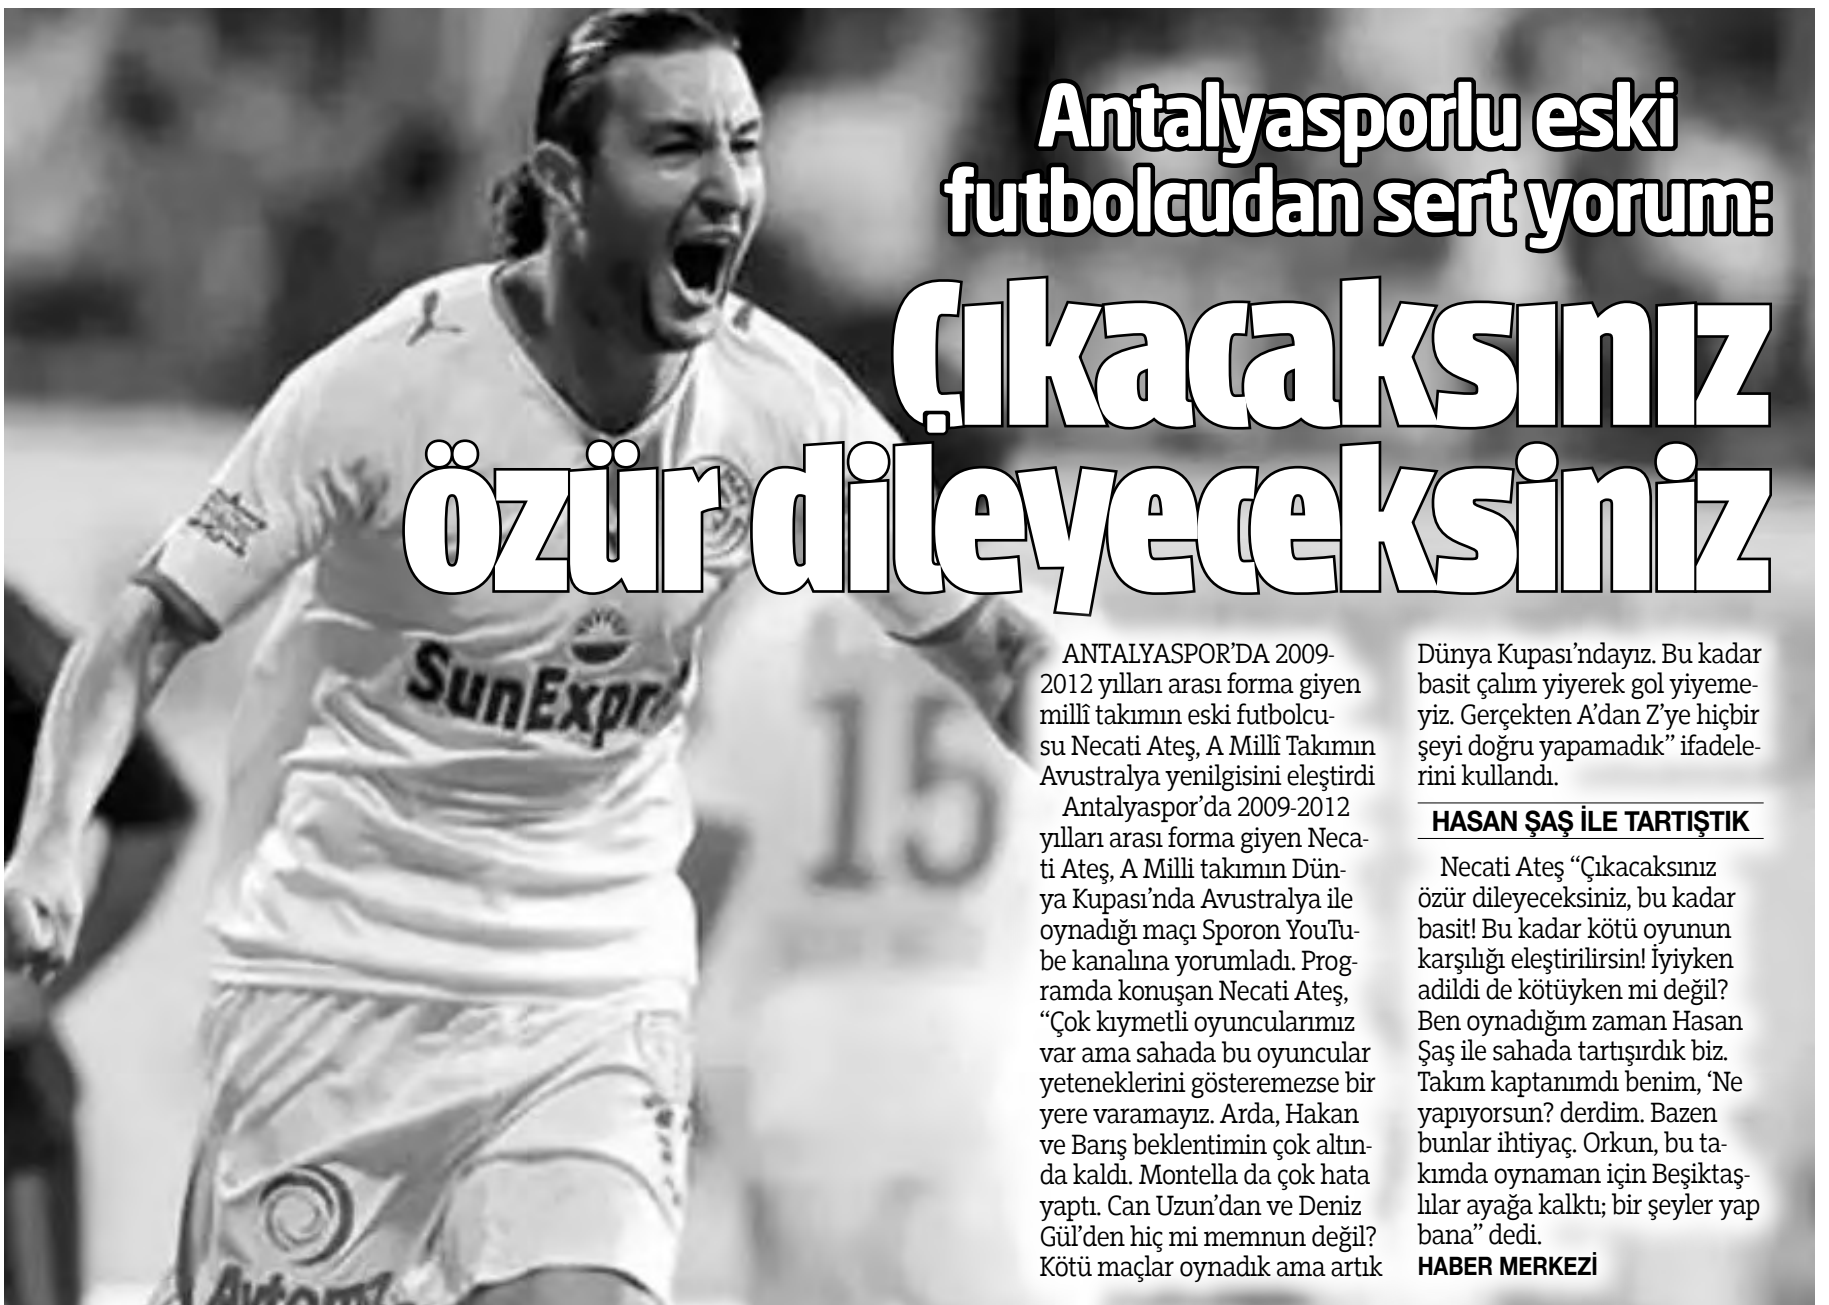 Antalyasporlu eski
futbolcudan sert yorum:
Çıkacaksınız
özür dileyeceksiniz
SunExpr
15
ANTALYASPOR’DA 2009-
2012 yılları arası forma giyen
millî takımın eski futbolcu-
su Necati Ateş, A Millî Takımın
Avustralya yenilgisini eleştirdi
Antalyaspor’da 2009-2012
yılları arası forma giyen Neca-
ti Ateş, A Milli takımın Dün-
ya Kupası’nda Avustralya ile
oynadığı maçı Sporon YouTu-
be kanalına yorumladı. Prog-
ramda konuşan Necati Ateş,
“Çok kıymetli oyuncularımız
var ama sahada bu oyuncular
yeteneklerini gösteremezse bir
yere varamayız. Arda, Hakan
ve Barış beklentimin çok altın-
da kaldı. Montella da çok hata
yaptı. Can Uzun’dan ve Deniz
Gül’den hiç mi memnun değil?
Kötü maçlar oynadık ama artık
Dünya Kupası’ndayız. Bu kadar
basit çalım yiyerek gol yiyeme-
yiz. Gerçekten A’dan Z’ye hiçbir
şeyi doğru yapamadık” ifadele-
rini kullandı.
HASAN ŞAŞ İLE TARTIŞTIK
Necati Ateş “Çıkacaksınız
özür dileyeceksiniz, bu kadar
basit! Bu kadar kötü oyunun
karşılığı eleştirilirsin! İyiyken
adildi de kötüyken mi değil?
Ben oynadığım zaman Hasan
Şaş ile sahada tartışırdık biz.
Takım kaptanımdı benim, ‘Ne
yapıyorsun? derdim. Bazen
bunlar ihtiyaç. Orkun, bu ta-
kımda oynaman için Beşiktaş-
lılar ayağa kalktı; bir şeyler yap
bana” dedi.
HABER MERKEZİ